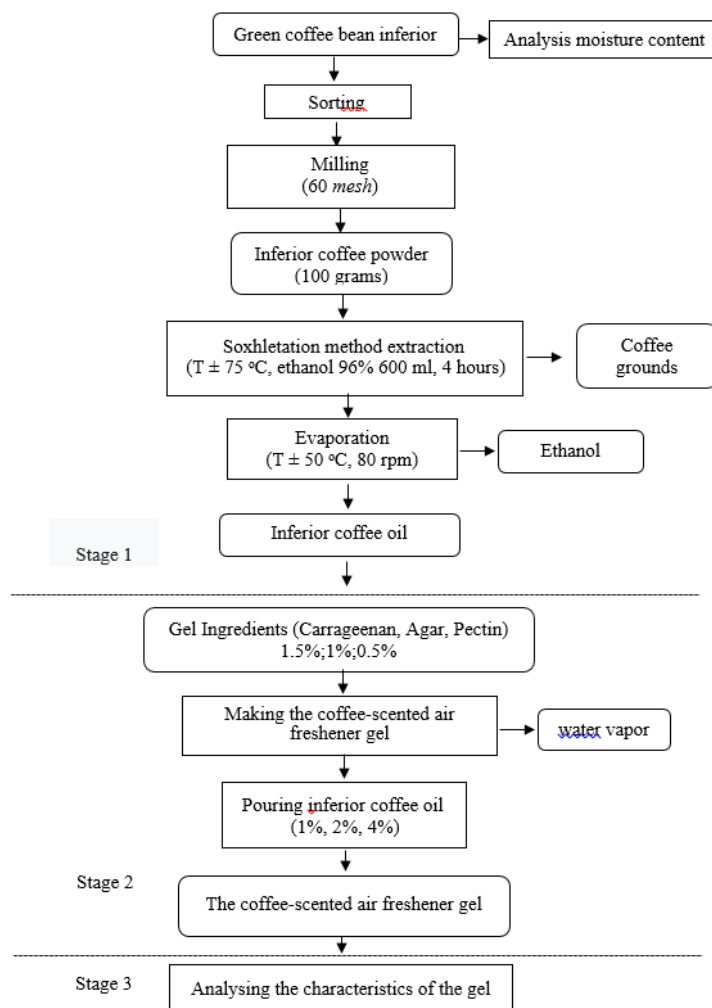 Green coffee bean inferior
Analysis moisture content
Sorting
Milling
(60 mesh)
Inferior coffee powder
(100 grams)
Soxhletation method extraction
(T ± 75 ºC, ethanol 96% 600 ml, 4 hours)
Coffee
grounds
Evaporation
(T ± 50 ºC, 80 rpm)
Ethanol
Inferior coffee oil
Stage 1
Gel Ingredients (Carrageenan, Agar, Pectin)
1.5%;1%;0.5%
Making the coffee-scented air
freshener gel
water vapor
Pouring inferior coffee oil
(1%, 2%, 4%)
Stage 2
The coffee-scented air freshener gel
Stage 3
Analysing the characteristics of the gel